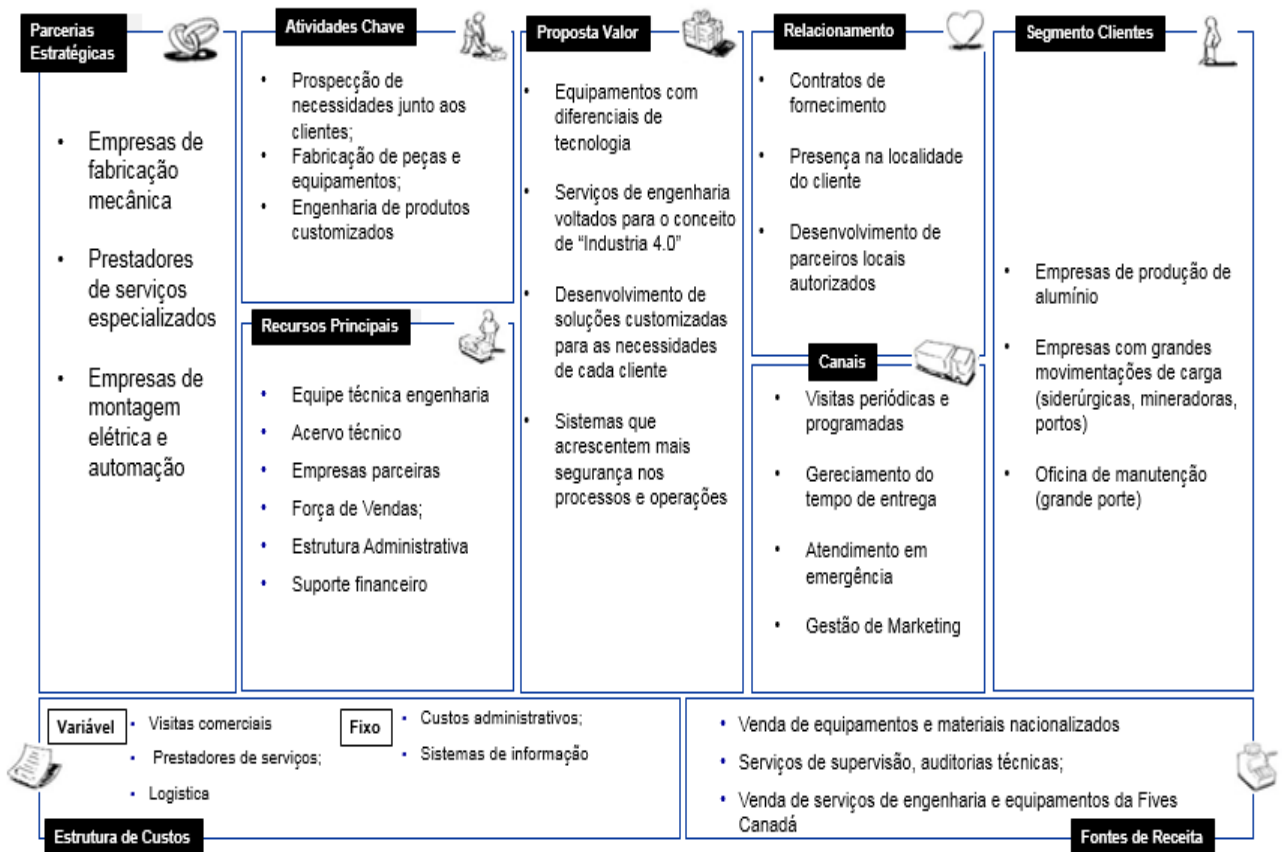 Parcerias
Estratégicas
• Empresas de
fabricação
mecânica
• Prestadores
de serviços
especializados
• Empresas de
montagem
elétrica e
automação
Atividades Chave
• Prospecção de
necessidades junto aos
clientes;
• Fabricação de peças e
equipamentos;
• Engenharia de produtos
customizados
Recursos Principais
• Equipe técnica engenharia
• Acervo técnico
• Empresas parceiras
• Força de Vendas;
• Estrutura Administrativa
• Suporte financeiro
Proposta Valor
• Equipamentos com
diferenciais de
tecnologia
• Serviços de engenharia
voltados para o conceito
de “Industria 4.0”
• Desenvolvimento de
soluções customizadas
para as necessidades
de cada cliente
• Sistemas que
acrescentem mais
segurança nos
processos e operações
Relacionamento
• Contratos de
fornecimento
• Presença na localidade
do cliente
• Desenvolvimento de
parceiros locais
autorizados
Canais
• Visitas periódicas e
programadas
• Gereciamento do
tempo de entrega
• Atendimento em
emergência
• Gestão de Marketing
Segmento Clientes
• Empresas de produção de
alumínio
• Empresas com grandes
movimentações de carga
(siderúrgicas, mineradoras,
portos)
• Oficina de manutenção
(grande porte)
Variável
• Visitas comerciais
• Prestadores de serviços;
• Logistica
Fixo
• Custos administrativos;
• Sistemas de informação
Estrutura de Custos
• Venda de equipamentos e materiais nacionalizados
• Serviços de supervisão, auditorias técnicas;
• Venda de serviços de engenharia e equipamentos da Fives
Canadá
Fontes de Receita